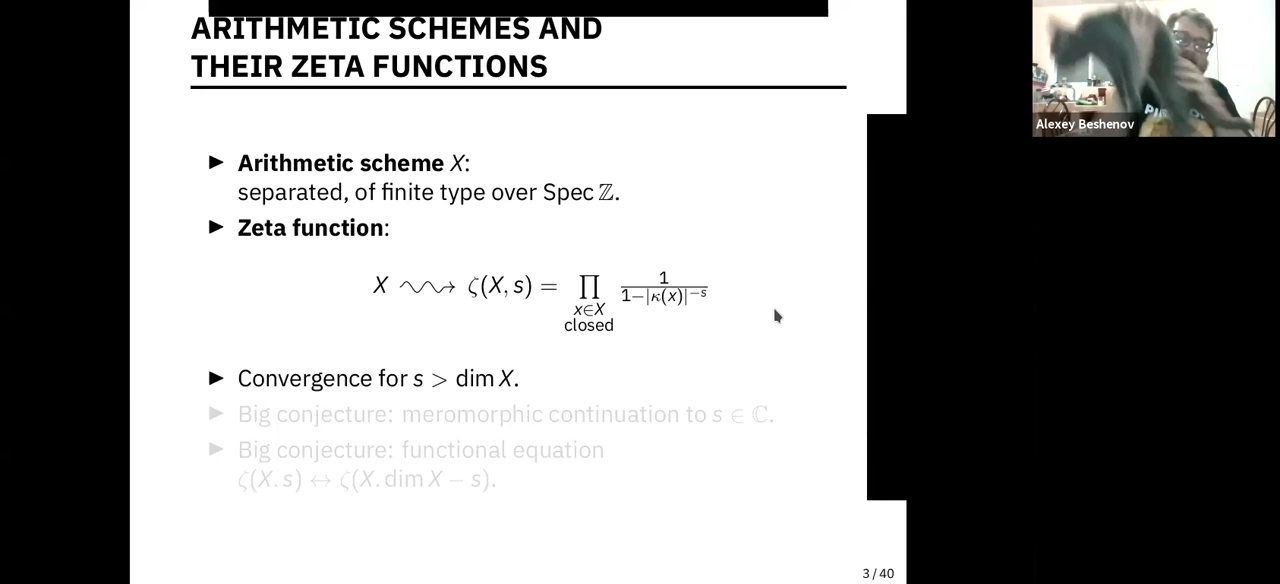 ARITHMETIC SCHEMES AND
THEIR ZETA FUNCTIONS
Alexey Beshenov
► Arithmetic scheme X:
separated, of finite type over Spec ℤ.
► Zeta function:
X ⇝ ζ(X, s) = ∏ 1/(1−|κ(x)|^−s)
x∈X
closed
► Convergence for s > dim X.
► Big conjecture: meromorphic continuation to s ∈ ℂ.
► Big conjecture: functional equation
ζ(X.s) ↔ ζ(X.dim X − s).
3 / 40